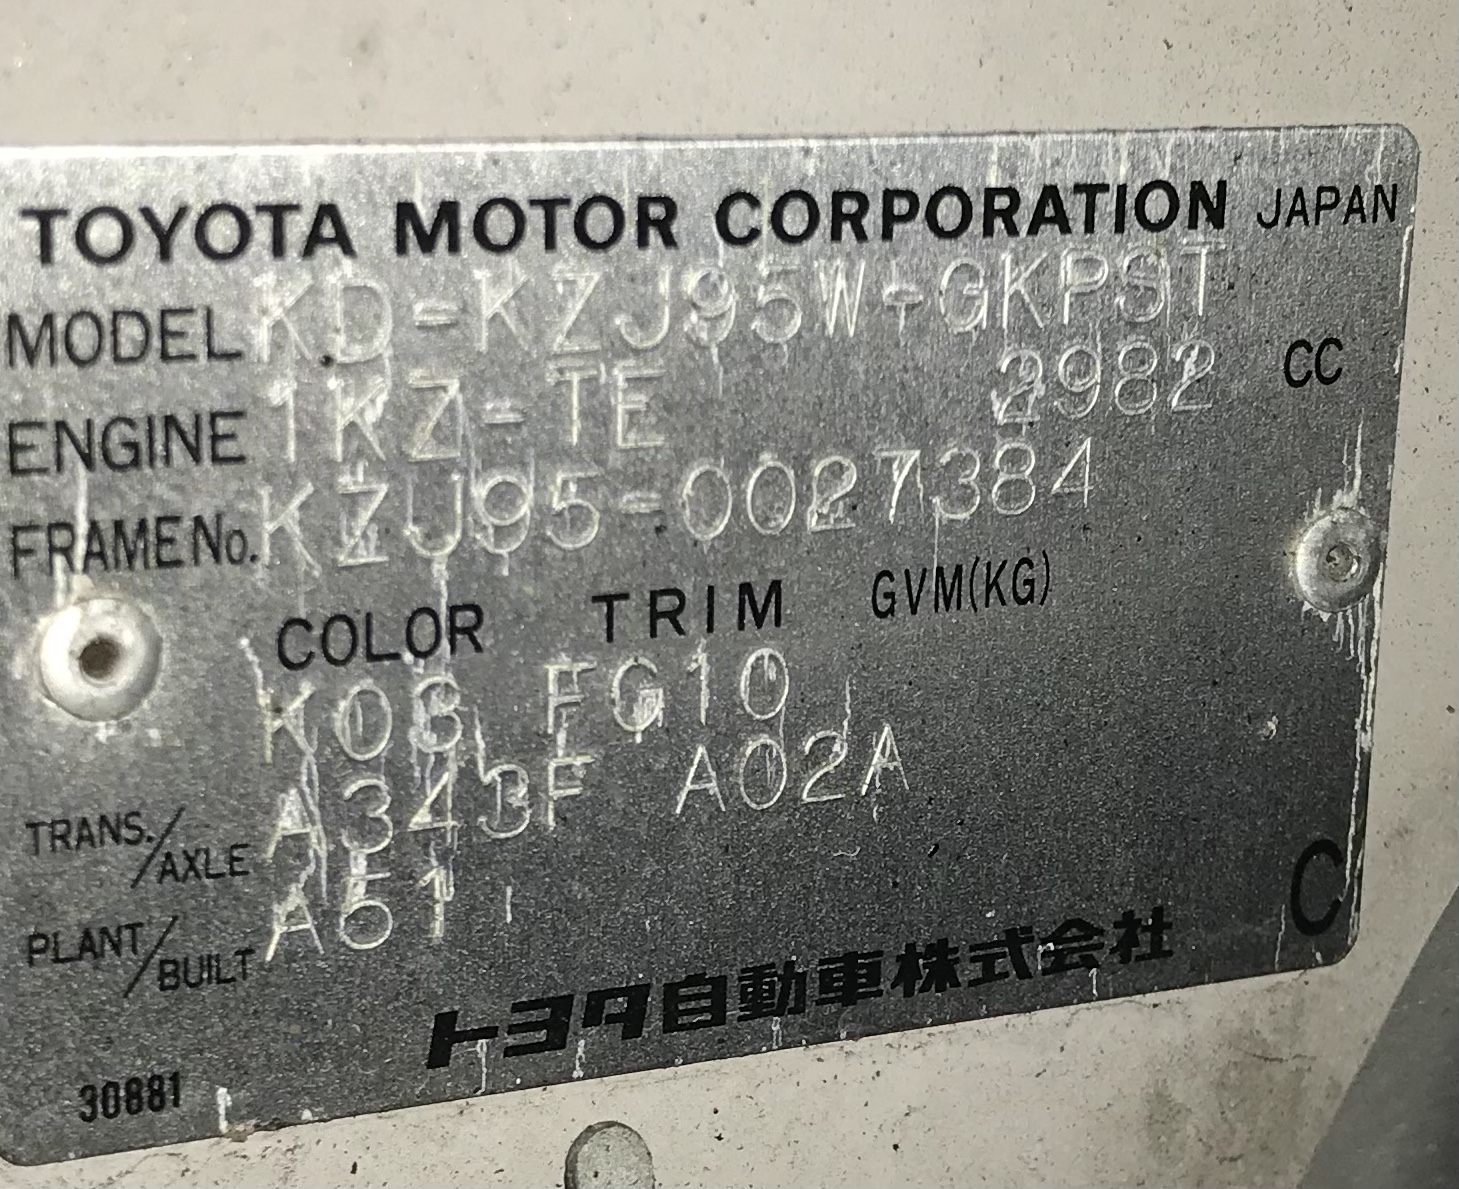 TOYOTA MOTOR CORPORATION JAPAN
MODEL KD-KZJ95W-GKPST
ENGINE 1KZ-TE 2982 CC
FRAME No. KZJ95-0027384
COLOR TRIM GVM(KG)
K08 FG10
TRANS./AXLE A343F A02A
PLANT/BUILT A51
C
トヨタ自動車株式会社
30881